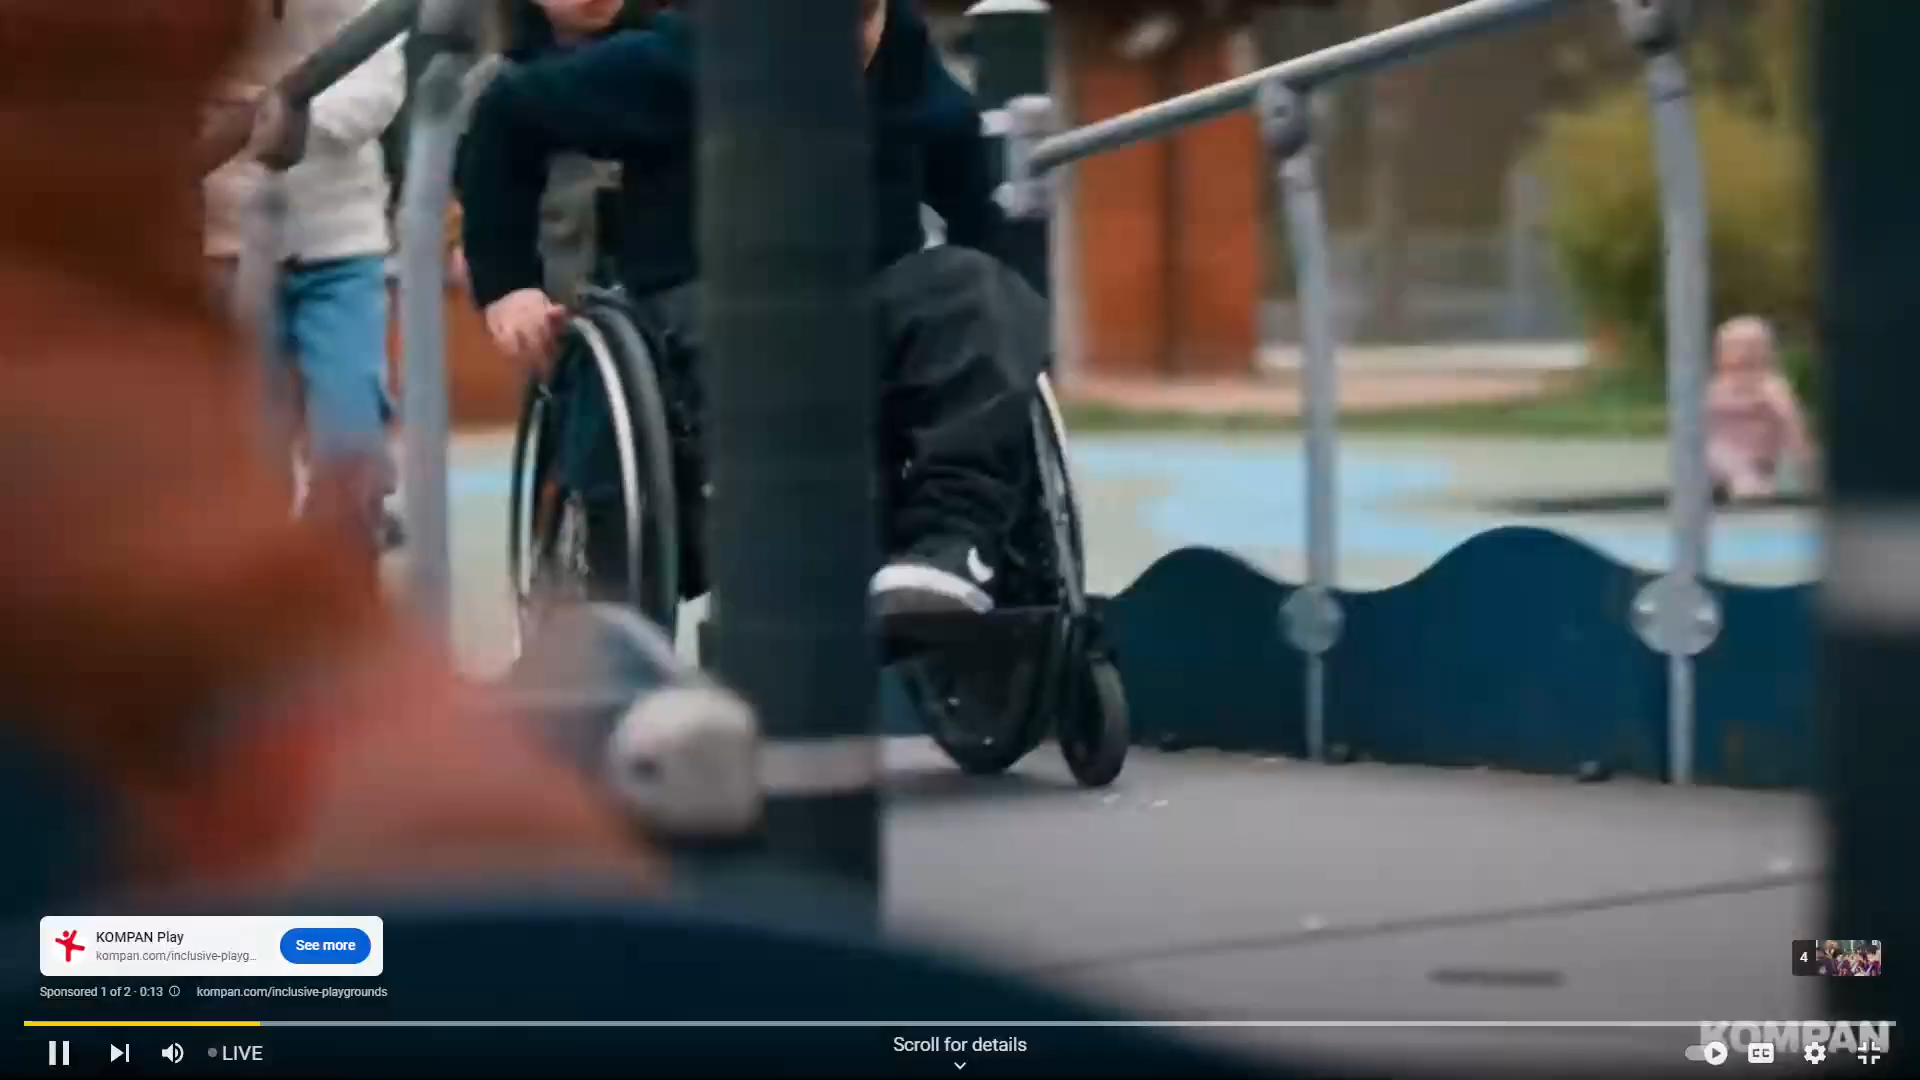 KOMPAN Play
kompan.com/inclusive-playg...
See more
4
Sponsored 1 of 2 · 0:13
kompan.com/inclusive-playgrounds
LIVE
Scroll for details
KOMPAN
CC